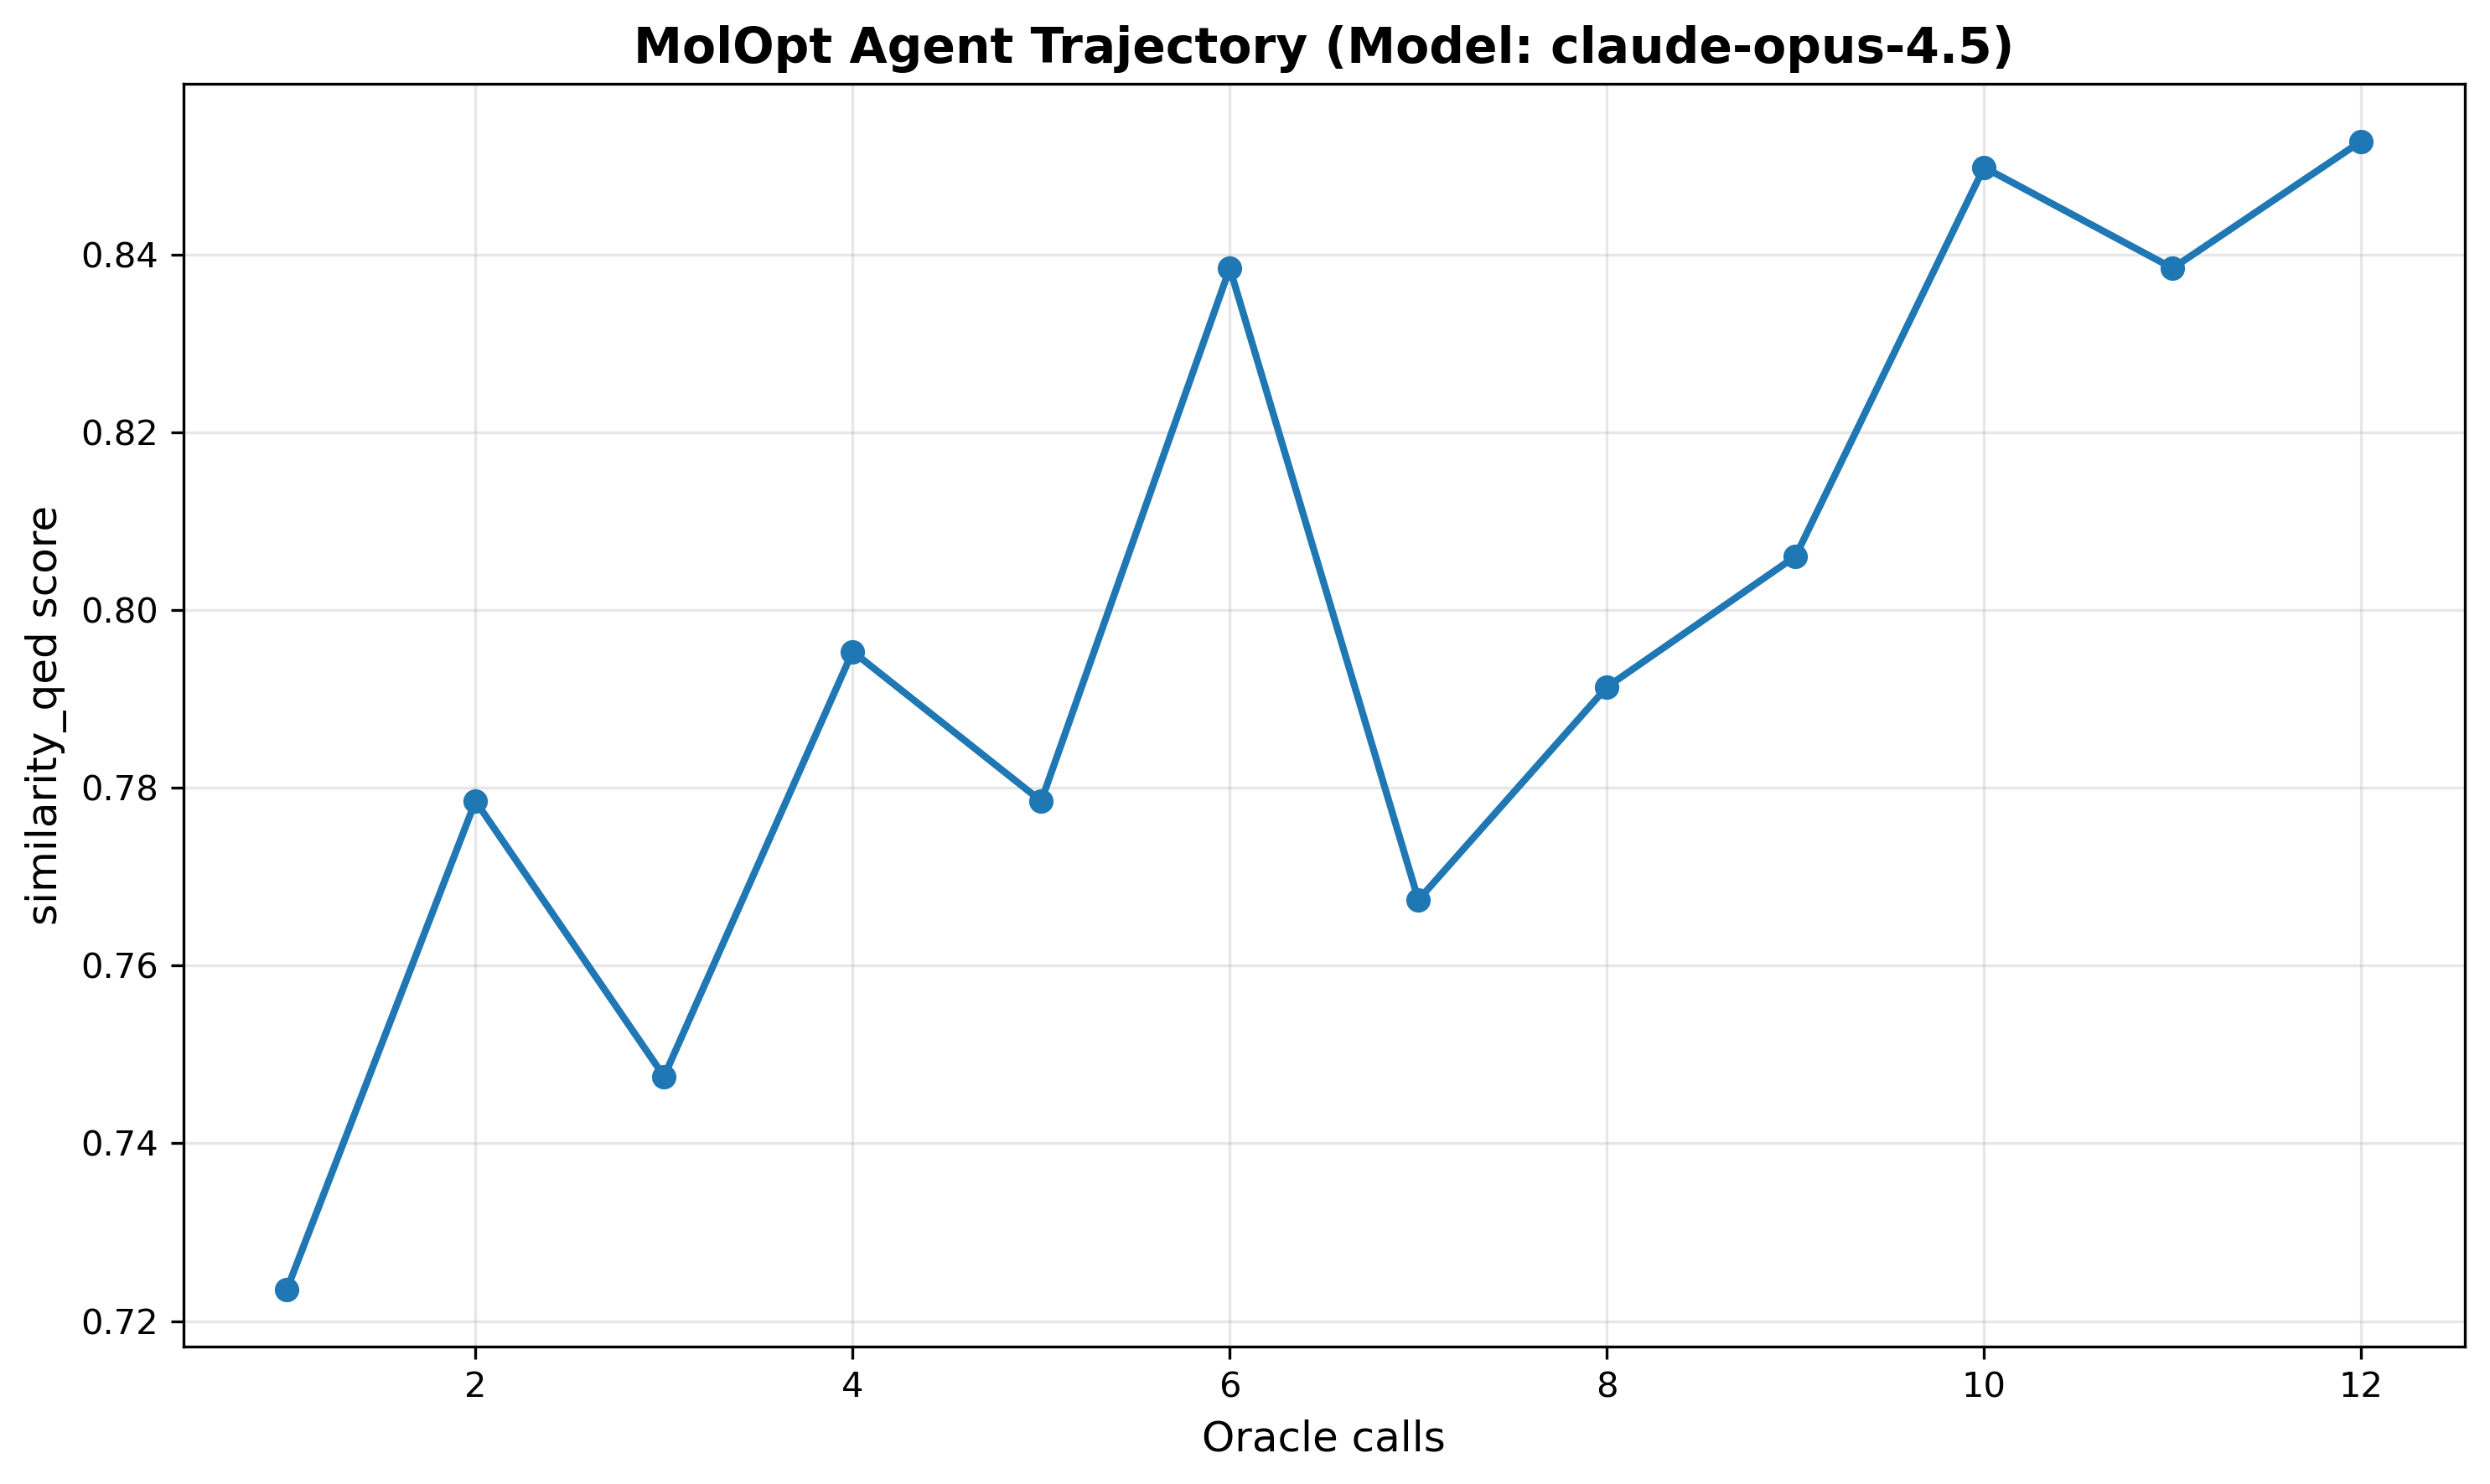 MolOpt Agent Trajectory (Model: claude-opus-4.5)
similarity_qed score
0.84
0.82
0.80
0.78
0.76
0.74
0.72
2 4 6 8 10 12
Oracle calls